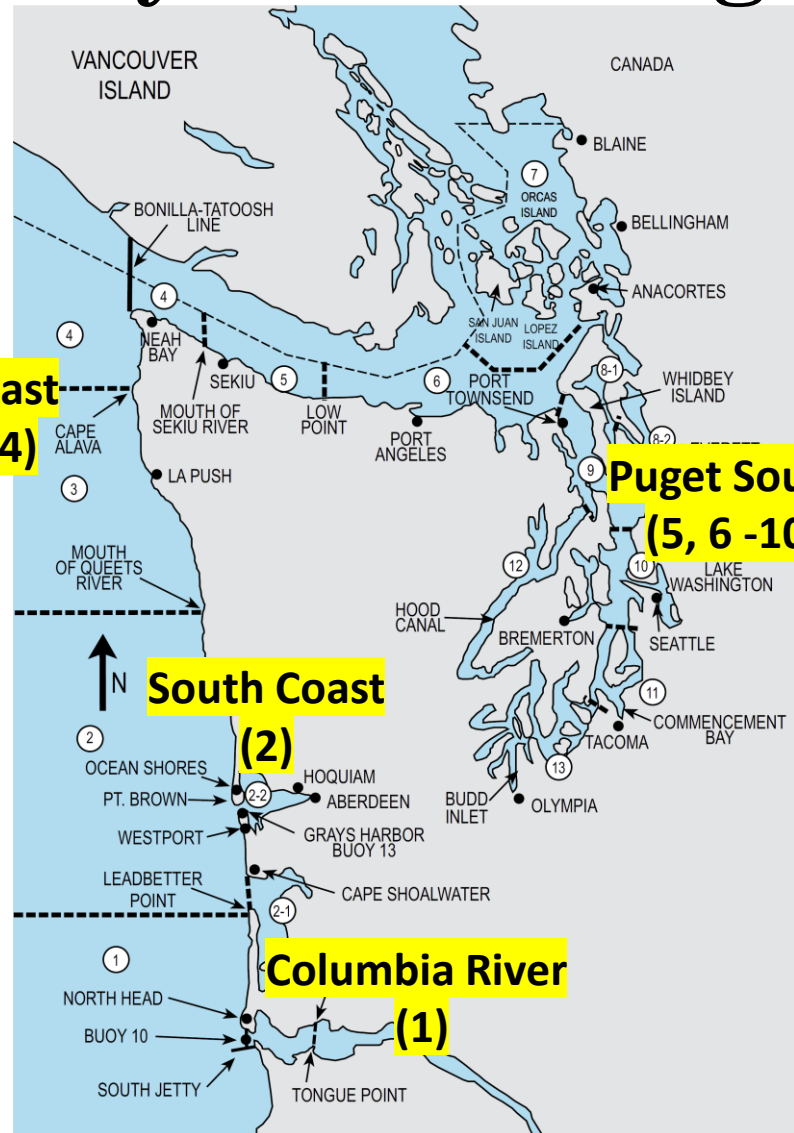 VANCOUVER
ISLAND
CANADA
BLAINE
7
ORCAS
ISLAND
BONILLA-TATOOSH
LINE
BELLINGHAM
ANACORTES
4
SAN JUAN
ISLAND
LOPEZ
ISLAND
4
NEAH
BAY
SEKIU
5
6
8-1
PORT
TOWNSEND
WHIDBEY
ISLAND
MOUTH OF
SEKIU RIVER
LOW
POINT
PORT
ANGELES
CAPE
ALAVA
8-2
9
LA PUSH
3
Puget Sou
(5, 6 -10
MOUTH
OF QUEETS
RIVER
12
10
LAKE
WASHINGTON
HOOD
CANAL
BREMERTON
SEATTLE
N
South Coast
(2)
11
COMMENCEMENT
BAY
TACOMA
2
OCEAN SHORES
HOQUIAM
13
PT. BROWN
2-2
ABERDEEN
BUDD
INLET
OLYMPIA
WESTPORT
GRAYS HARBOR
BUOY 13
LEADBETTER
POINT
CAPE SHOALWATER
2-1
1
Columbia River
(1)
NORTH HEAD
BUOY 10
SOUTH JETTY
TONGUE POINT